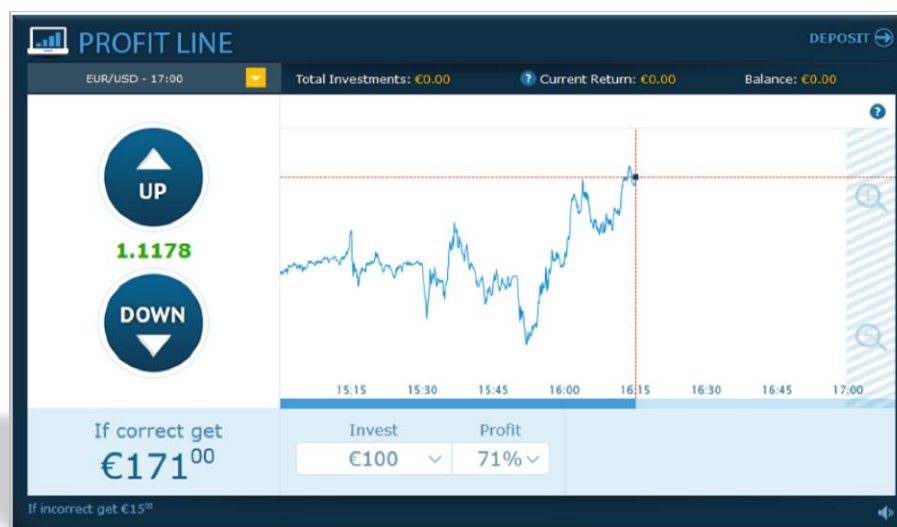 PROFIT LINE
DEPOSIT
EUR/USD - 17:00
Total Investments: €0.00
? Current Return: €0.00
Balance: €0.00
?
UP
1.1178
DOWN
15:15 15:30 15:45 16:00 16:15 16:30 16:45 17:00
If correct get
€171⁰⁰
Invest Profit
€100 71%
If incorrect get €15⁰⁰